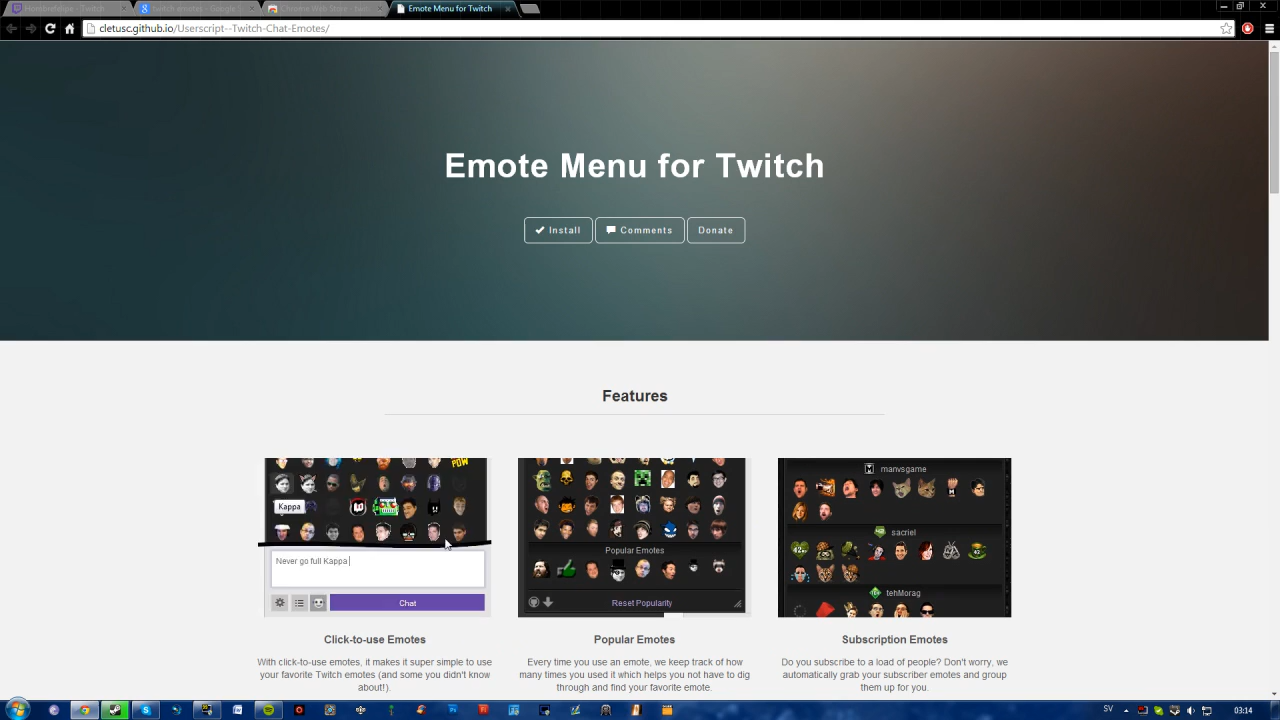 Emote Menu for Twitch
cletusc.github.io/Userscript--Twitch-Chat-Emotes/
Emote Menu for Twitch
Install
Comments
Donate
Features
Kappa
Never go full Kappa
Chat
Popular Emotes
Reset Popularity
manvsgame
sacriel
tehMorag
Click-to-use Emotes
With click-to-use emotes, it makes it super simple to use
your favorite Twitch emotes (and some you didn't know
about!).
Popular Emotes
Every time you use an emote, we keep track of how
many times you used it which helps you not have to dig
through and find your favorite emote.
Subscription Emotes
Do you subscribe to a load of people? Don't worry, we
automatically grab your subscriber emotes and group
them up for you.
SV
03:14